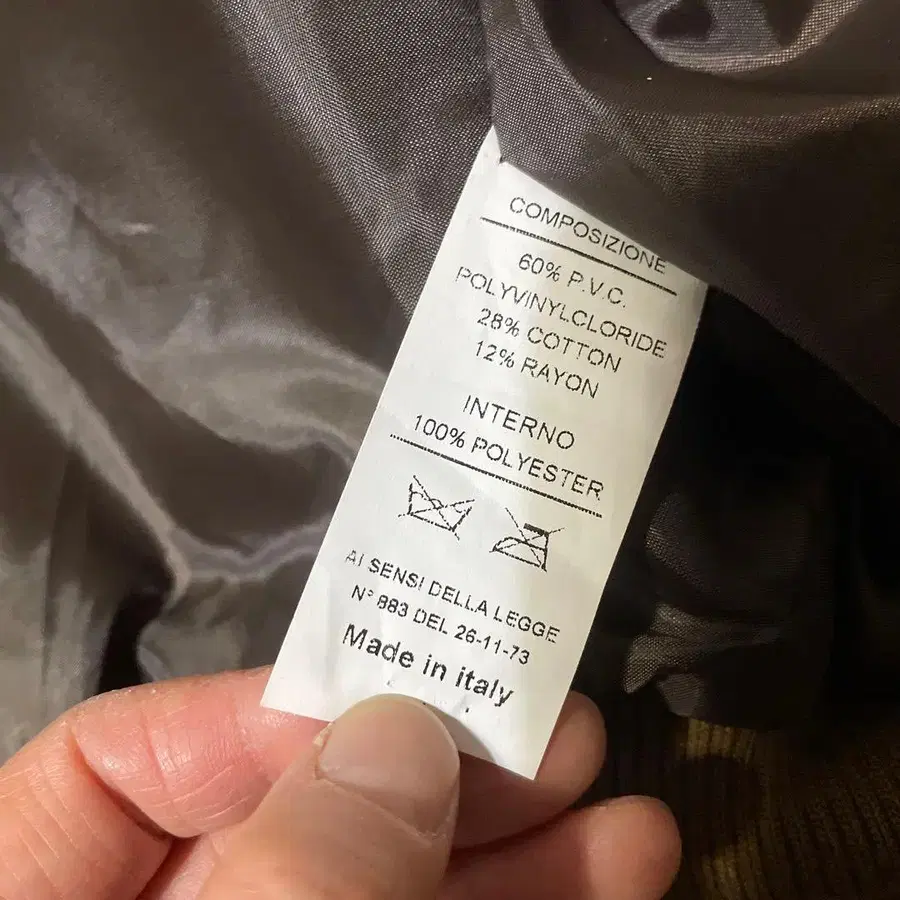 COMPOSIZIONE
60% P.V.C.
POLYVINYLCLORIDE
28% COTTON
12% RAYON
INTERNO
100% POLYESTER
AI SENSI DELLA LEGGE
N° 883 DEL 26-11-73
Made in italy